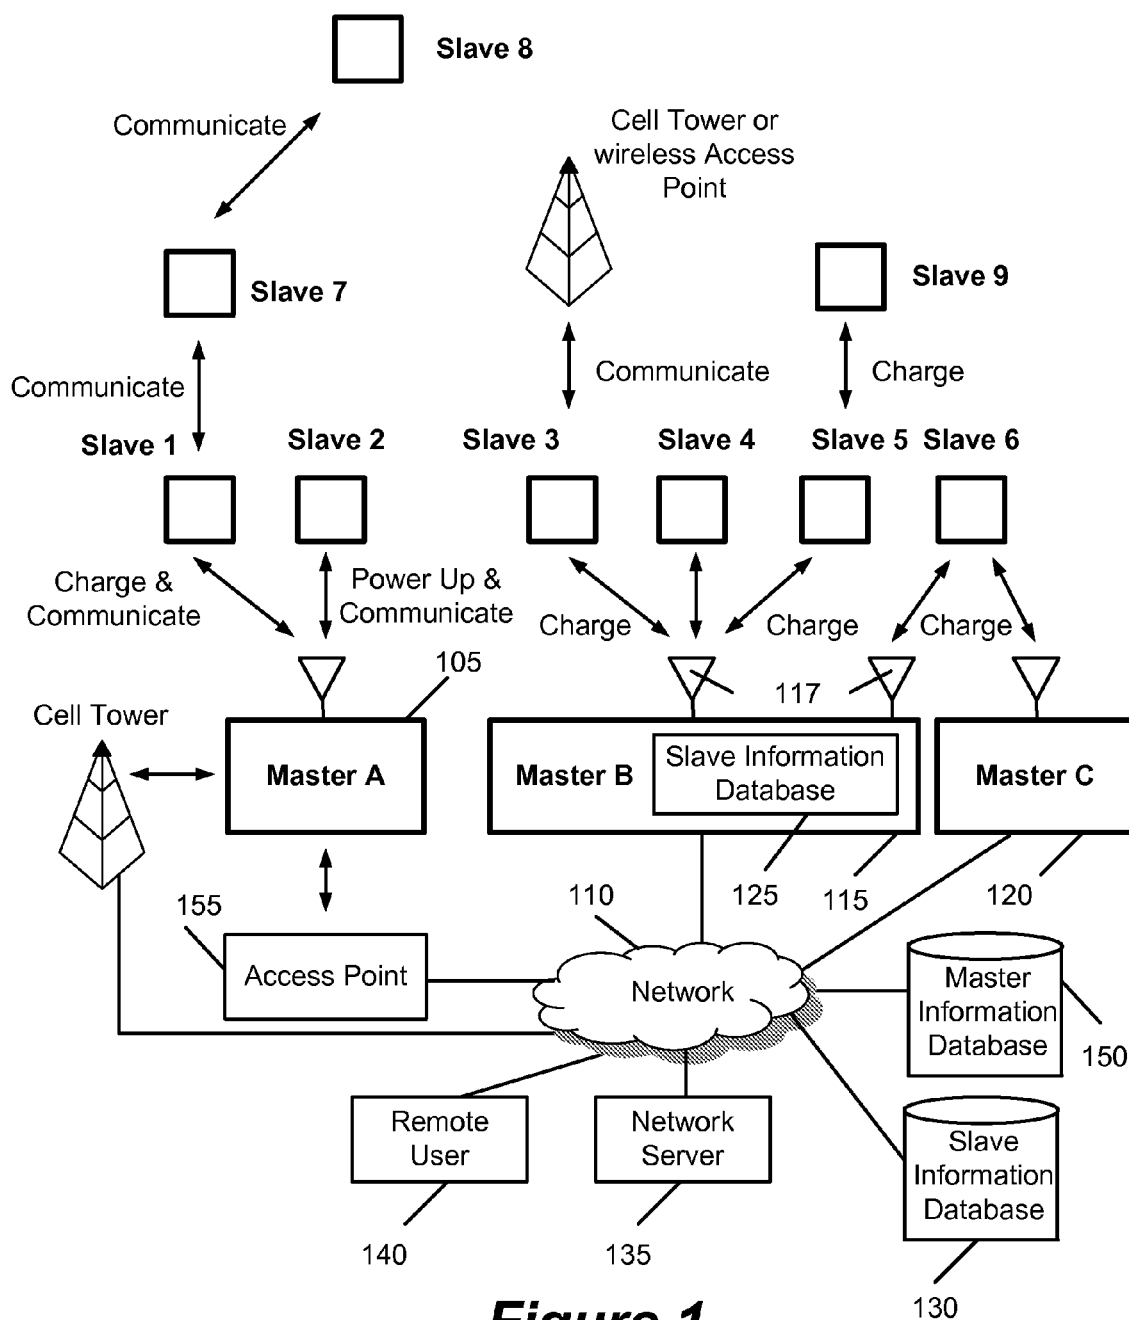 Slave 8
Communicate
Cell Tower or
wireless Access
Point
Slave 9
Slave 7
Communicate
Communicate
Charge
Slave 1
Slave 2
Slave 3
Slave 4
Slave 5
Slave 6
Charge &
Communicate
Power Up &
Communicate
Charge
Charge
Charge
105
117
Cell Tower
Master A
Master B
Slave Information
Database
Master C
155
110
125
115
120
Access Point
Network
Master
Information
Database
150
Remote
User
Network
Server
Slave
Information
Database
140
135
130
Figure 1